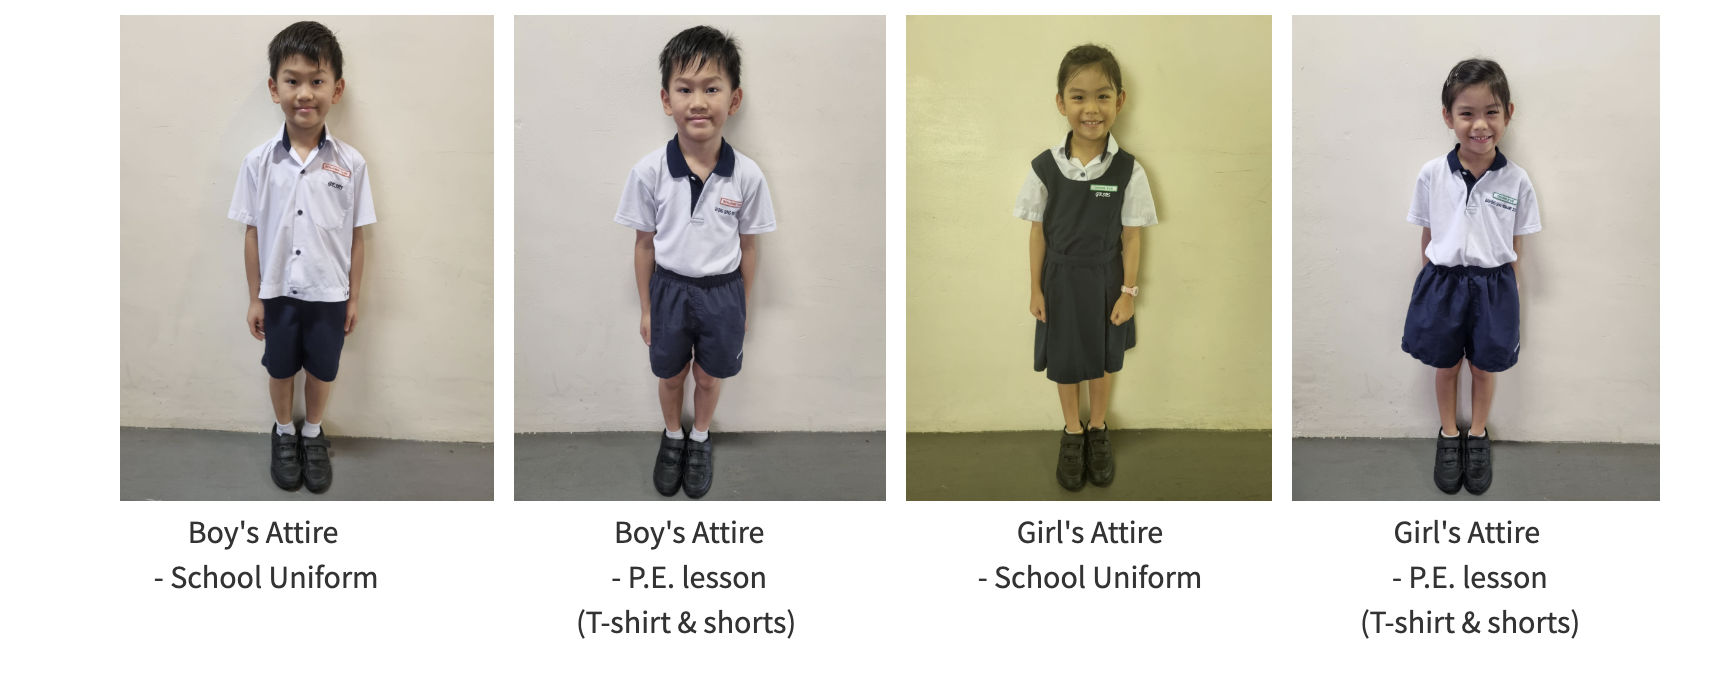 Boy's Attire
- School Uniform
Boy's Attire
- P.E. lesson
(T-shirt & shorts)
Girl's Attire
- School Uniform
Girl's Attire
- P.E. lesson
(T-shirt & shorts)